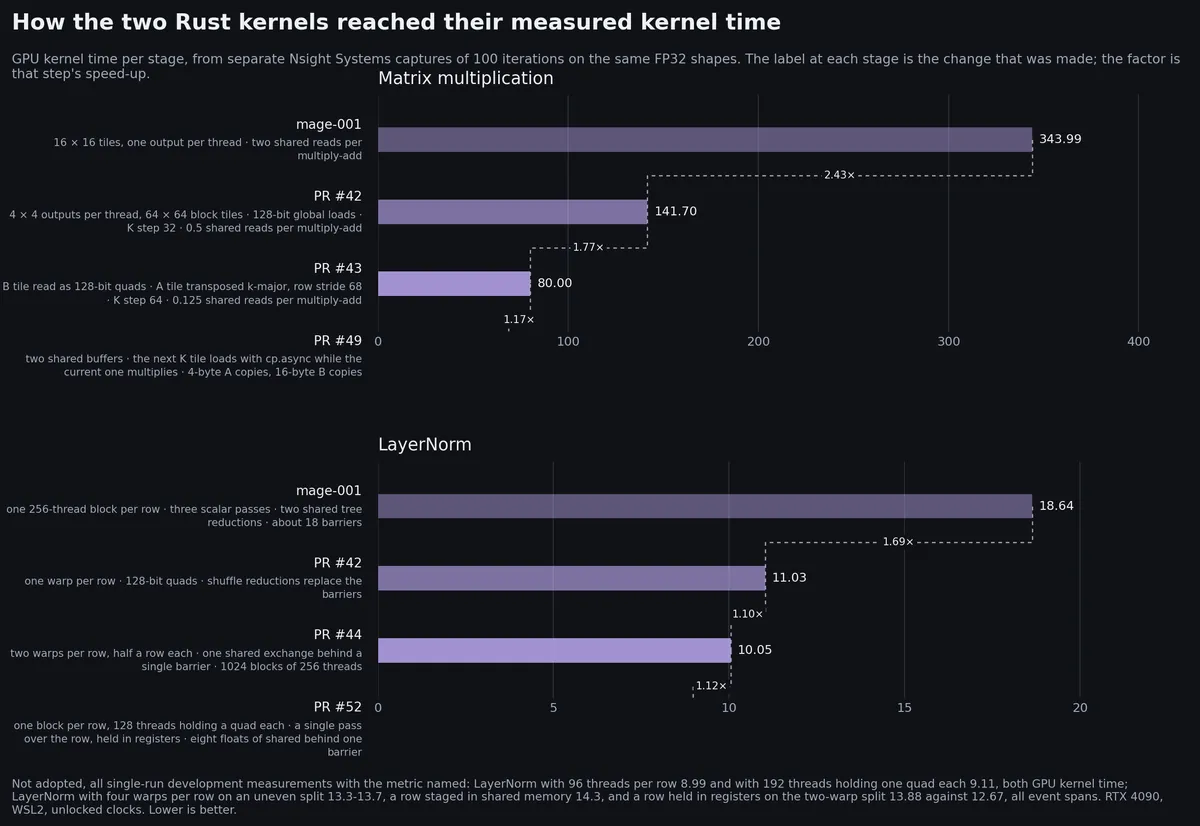 How the two Rust kernels reached their measured kernel time
GPU kernel time per stage, from separate Nsight Systems captures of 100 iterations on the same FP32 shapes. The label at each stage is the change that was made; the factor is
that step's speed-up.
Matrix multiplication
mage-001
16 × 16 tiles, one output per thread · two shared reads per
multiply-add
343.99
2.43×
PR #42
4 × 4 outputs per thread, 64 × 64 block tiles · 128-bit global loads ·
K step 32 · 0.5 shared reads per multiply-add
141.70
1.77×
PR #43
B tile read as 128-bit quads · A tile transposed k-major, row stride 68
· K step 64 · 0.125 shared reads per multiply-add
80.00
1.17×
PR #49
two shared buffers · the next K tile loads with cp.async while the
current one multiplies · 4-byte A copies, 16-byte B copies
0 100 200 300 400
LayerNorm
mage-001
one 256-thread block per row · three scalar passes · two shared tree
reductions · about 18 barriers
18.64
1.69×
PR #42
one warp per row · 128-bit quads · shuffle reductions replace the
barriers
11.03
1.10×
PR #44
two warps per row, half a row each · one shared exchange behind a
single barrier · 1024 blocks of 256 threads
10.05
1.12×
PR #52
one block per row, 128 threads holding a quad each · a single pass
over the row, held in registers · eight floats of shared behind one
barrier
0 5 10 15 20
Not adopted, all single-run development measurements with the metric named: LayerNorm with 96 threads per row 8.99 and with 192 threads holding one quad each 9.11, both GPU kernel time;
LayerNorm with four warps per row on an uneven split 13.3-13.7, a row staged in shared memory 14.3, and a row held in registers on the two-warp split 13.88 against 12.67, all event spans. RTX 4090,
WSL2, unlocked clocks. Lower is better.